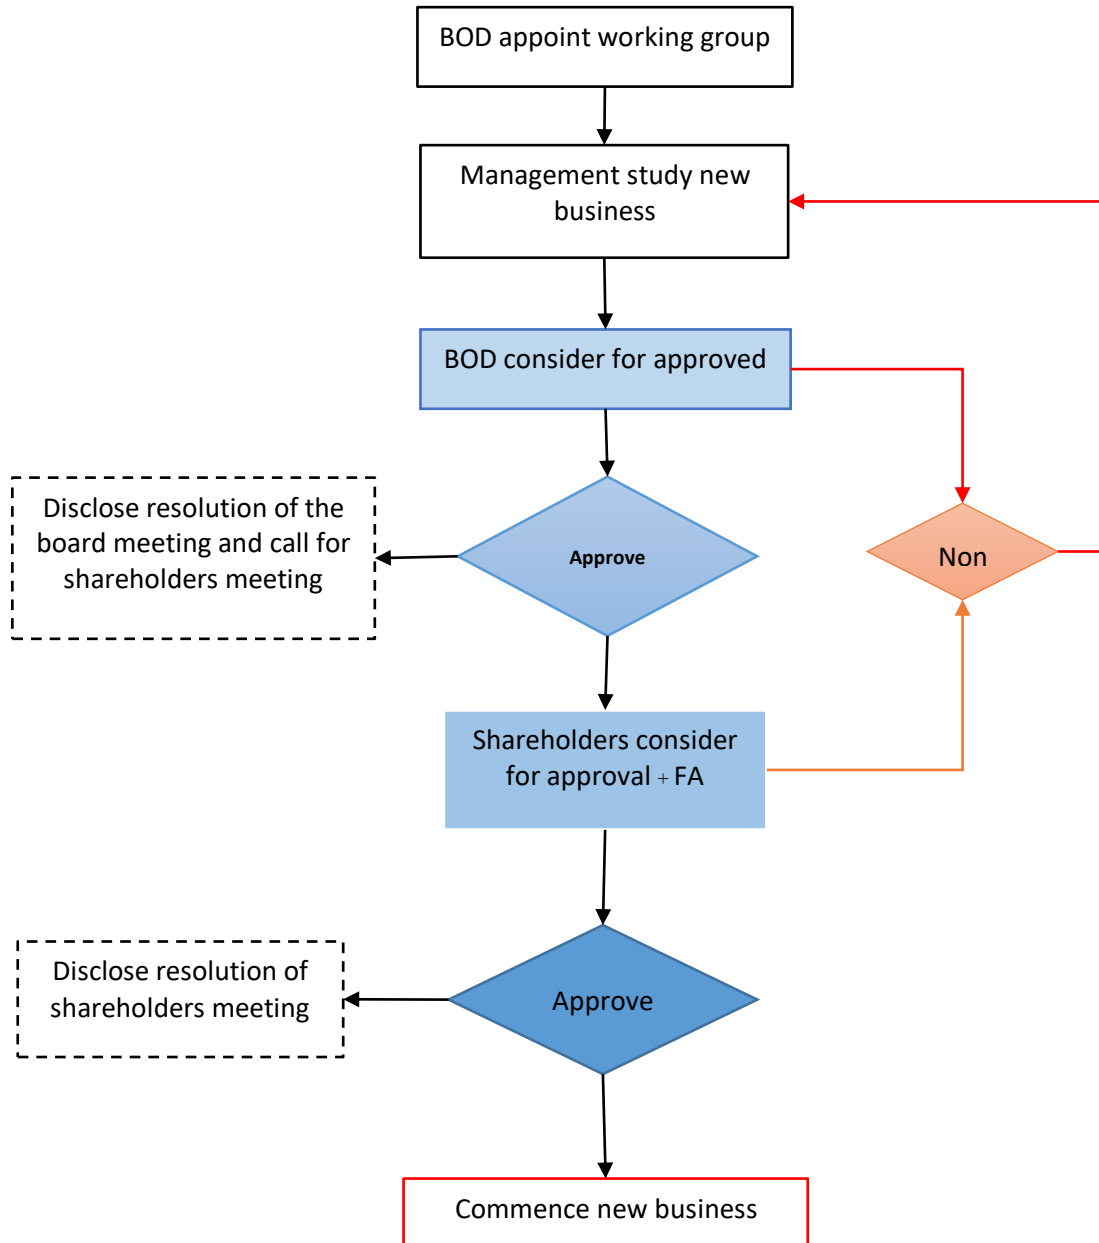 BOD appoint working group
Management study new
business
BOD consider for approved
Disclose resolution of the
board meeting and call for
shareholders meeting
Approve
Non
Shareholders consider
for approval + FA
Disclose resolution of
shareholders meeting
Approve
Commence new business